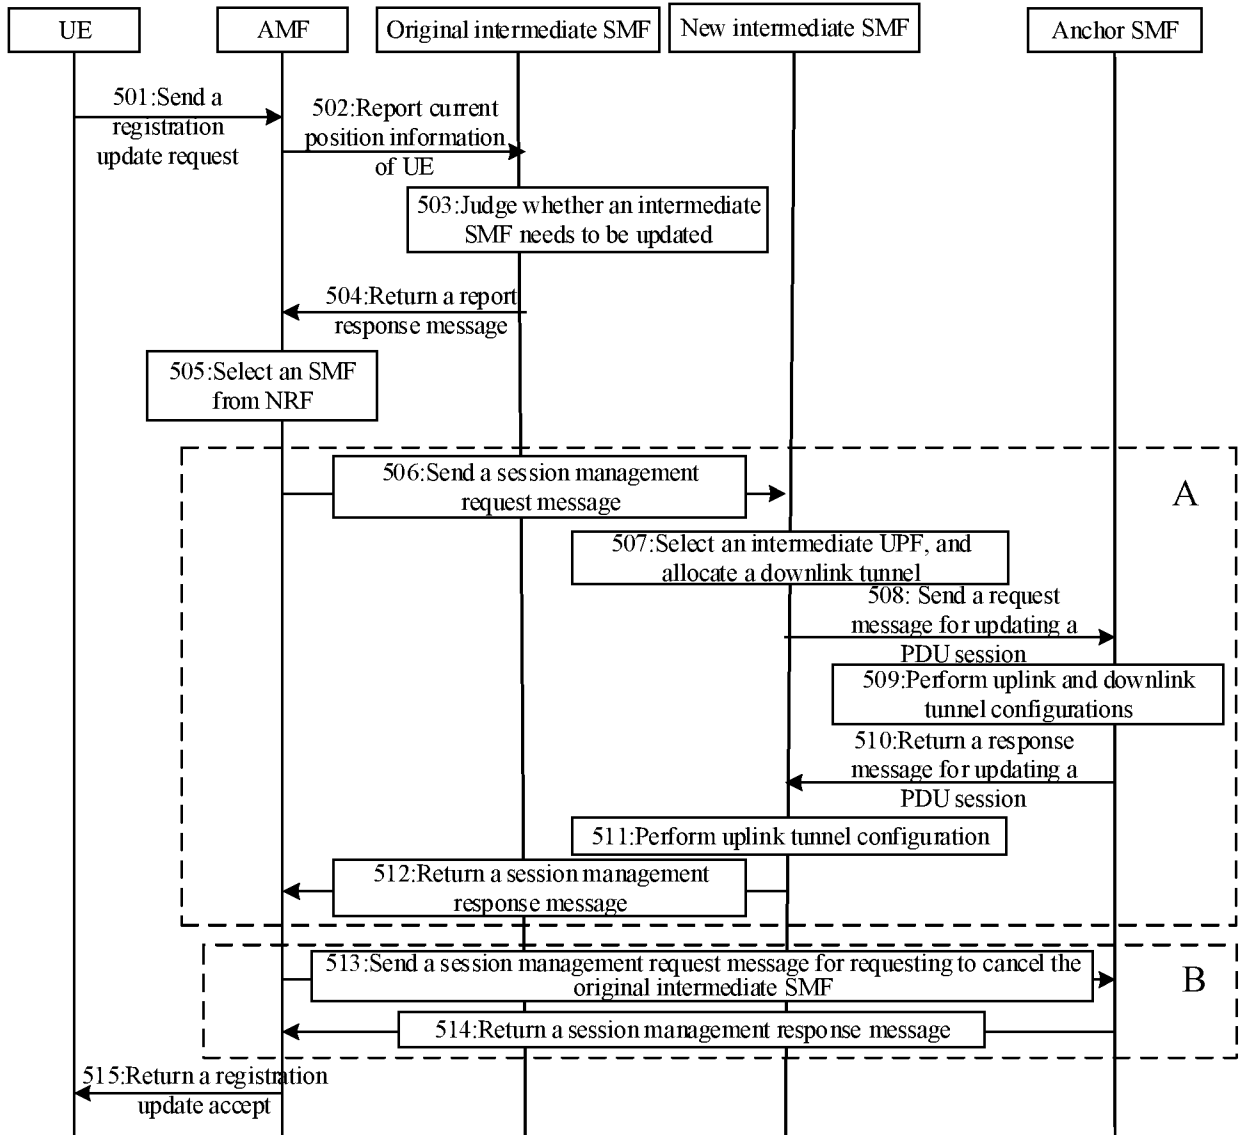 UE
AMF
Original intermediate SMF
New intermediate SMF
Anchor SMF
501:Send a
registration
update request
502:Report current
position information
of UE
503:Judge whether an intermediate
SMF needs to be updated
504:Return a report
response message
505:Select an SMF
from NRF
506:Send a session management
request message
A
507:Select an intermediate UPF, and
allocate a downlink tunnel
508: Send a request
message for updating a
PDU session
509:Perform uplink and downlink
tunnel configurations
510:Return a response
message for updating a
PDU session
511:Perform uplink tunnel configuration
512:Return a session management
response message
513:Send a session management request message for requesting to cancel the
original intermediate SMF
B
514:Return a session management response message
515:Return a registration
update accept